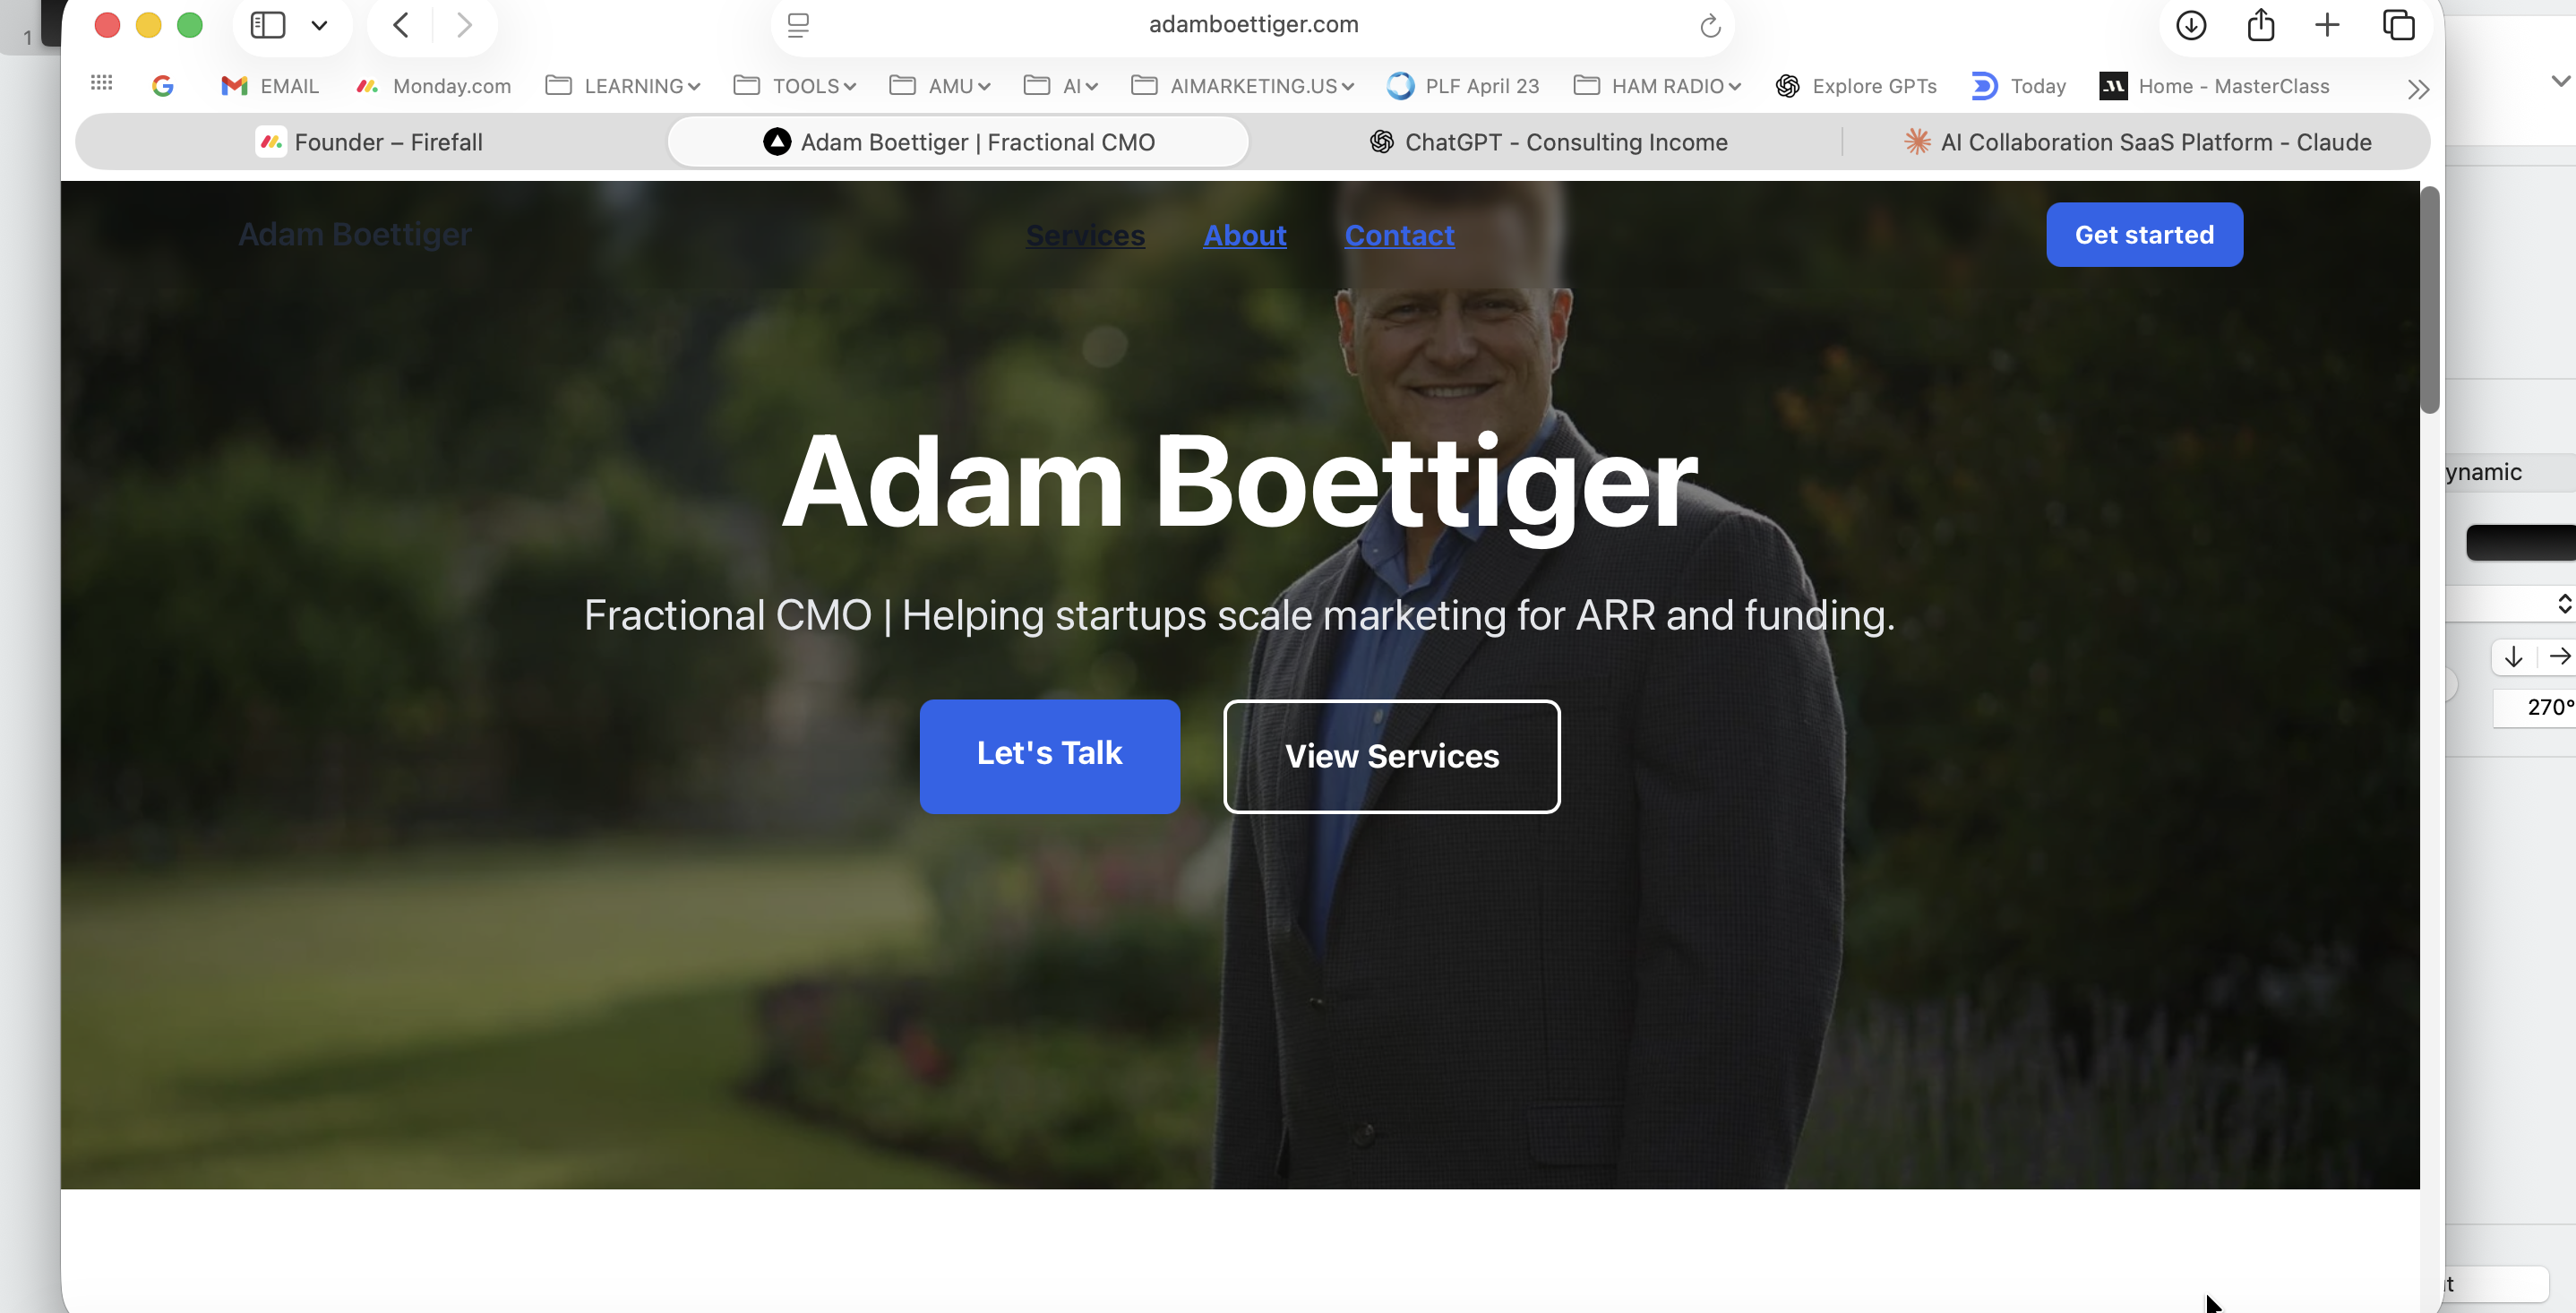 1
adamboettiger.com
EMAIL
Monday.com
LEARNING
TOOLS
AMU
AI
AIMARKETING.US
PLF April 23
HAM RADIO
Explore GPTs
Today
Home - MasterClass
Founder – Firefall
Adam Boettiger | Fractional CMO
ChatGPT - Consulting Income
AI Collaboration SaaS Platform - Claude
Adam Boettiger
Services
About
Contact
Get started
Adam Boettiger
Fractional CMO | Helping startups scale marketing for ARR and funding.
Let's Talk
View Services
ynamic
270°